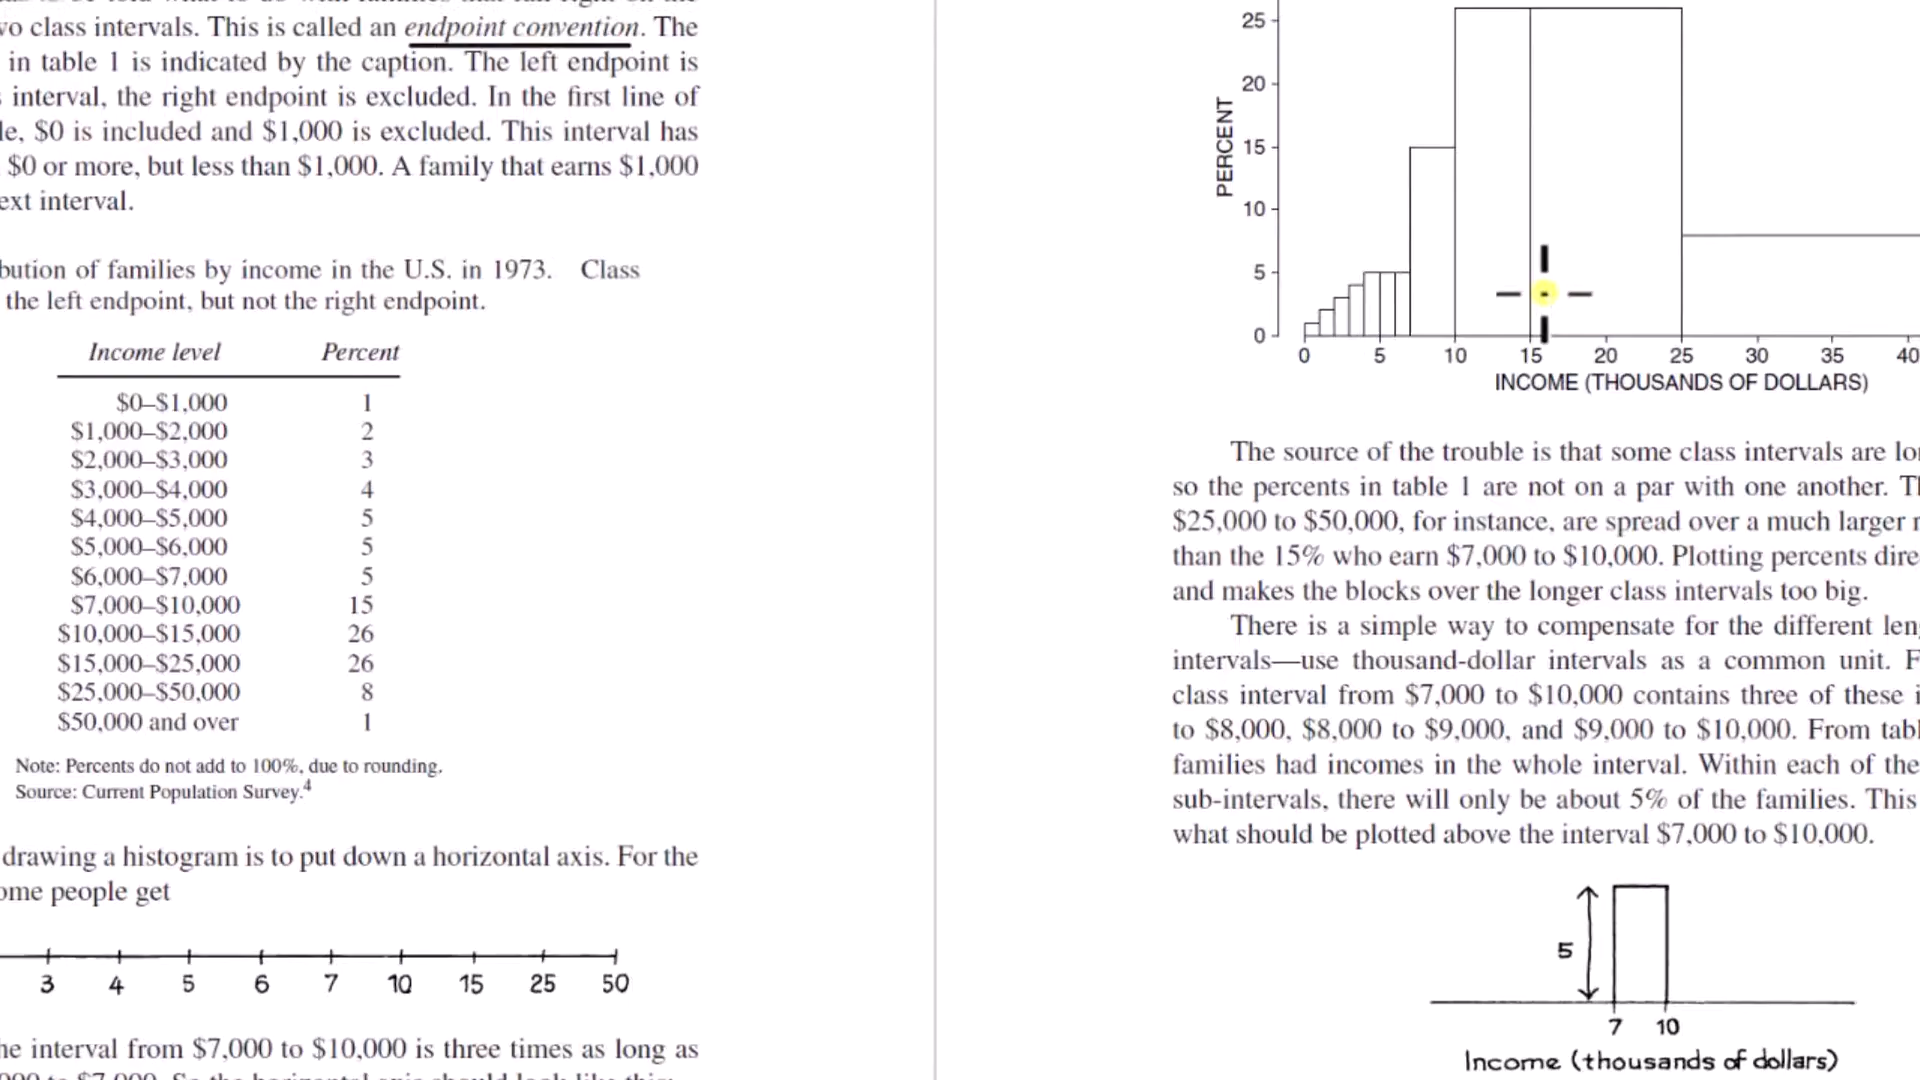 vo class intervals. This is called an endpoint convention. The
in table 1 is indicated by the caption. The left endpoint is
interval, the right endpoint is excluded. In the first line of
le, $0 is included and $1,000 is excluded. This interval has
$0 or more, but less than $1,000. A family that earns $1,000
ext interval.
bution of families by income in the U.S. in 1973. Class
the left endpoint, but not the right endpoint.
Income level Percent
$0–$1,000 1
$1,000–$2,000 2
$2,000–$3,000 3
$3,000–$4,000 4
$4,000–$5,000 5
$5,000–$6,000 5
$6,000–$7,000 5
$7,000–$10,000 15
$10,000–$15,000 26
$15,000–$25,000 26
$25,000–$50,000 8
$50,000 and over 1
Note: Percents do not add to 100%, due to rounding.
Source: Current Population Survey.4
drawing a histogram is to put down a horizontal axis. For the
ome people get
3 4 5 6 7 10 15 25 50
he interval from $7,000 to $10,000 is three times as long as
25
20
15
10
5
0
PERCENT
0 5 10 15 20 25 30 35 40
INCOME (THOUSANDS OF DOLLARS)
The source of the trouble is that some class intervals are lo
so the percents in table 1 are not on a par with one another. Th
$25,000 to $50,000, for instance, are spread over a much larger r
than the 15% who earn $7,000 to $10,000. Plotting percents dire
and makes the blocks over the longer class intervals too big.
There is a simple way to compensate for the different len
intervals—use thousand-dollar intervals as a common unit. F
class interval from $7,000 to $10,000 contains three of these i
to $8,000, $8,000 to $9,000, and $9,000 to $10,000. From tabl
families had incomes in the whole interval. Within each of the
sub-intervals, there will only be about 5% of the families. This
what should be plotted above the interval $7,000 to $10,000.
5
7 10
Income (thousands of dollars)